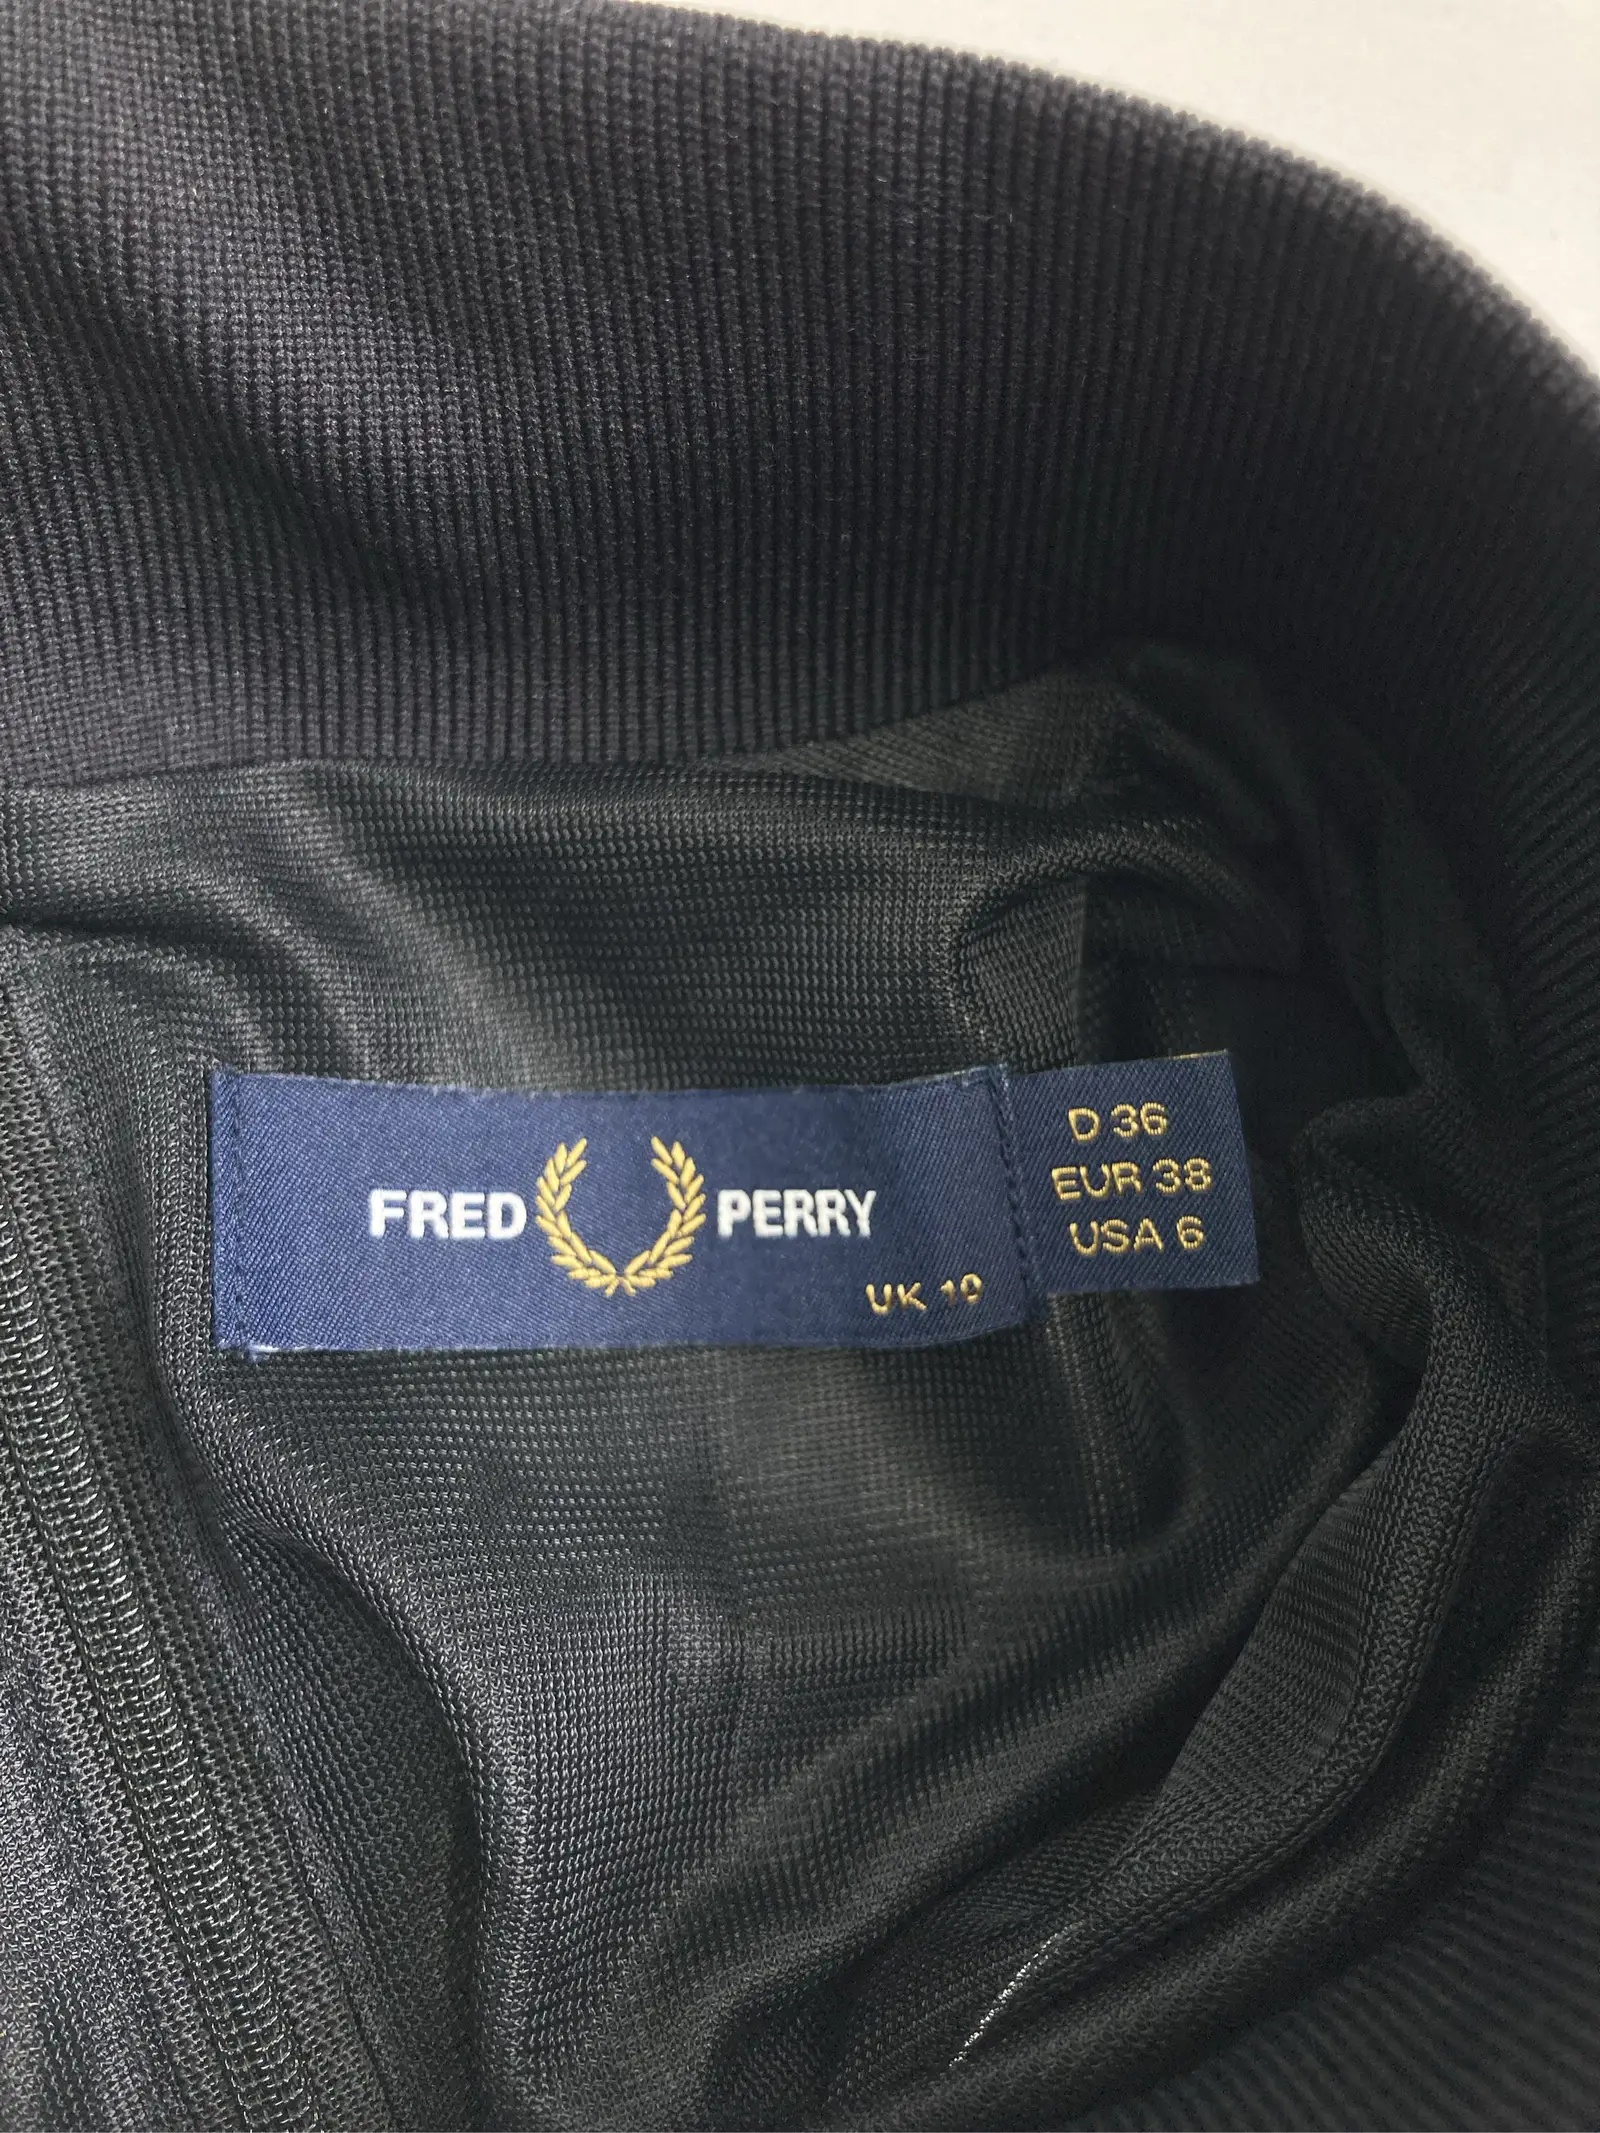 FRED PERRY
UK 10
D 36
EUR 38
USA 6